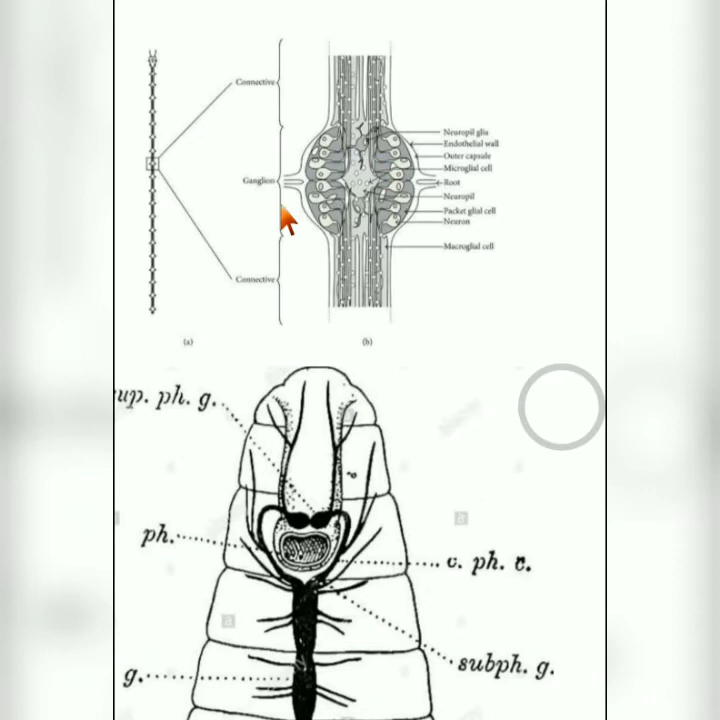 Connective
Ganglion
Connective
Neuropil glia
Endothelial wall
Outer capsule
Microglial cell
Root
Neuropil
Packet glial cell
Neuron
Macroglial cell
(a)
(b)
sup. ph. g.
ph.
c. ph. c.
subph. g.
g.
a
a